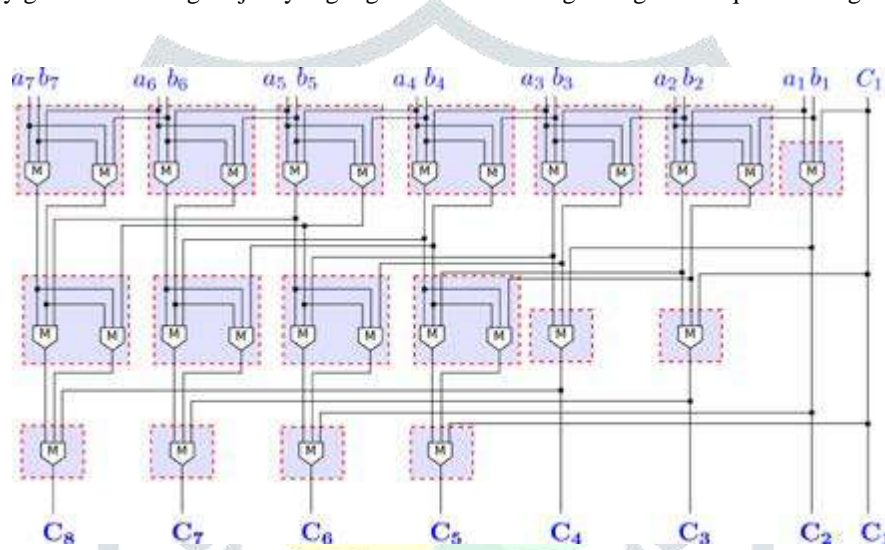 a₇ b₇ a₆ b₆ a₅ b₅ a₄ b₄ a₃ b₃ a₂ b₂ a₁ b₁ C₁
M M M M M M M M M M M M M
M M M M M M M M M M
M M M M
C₈ C₇ C₆ C₅ C₄ C₃ C₂